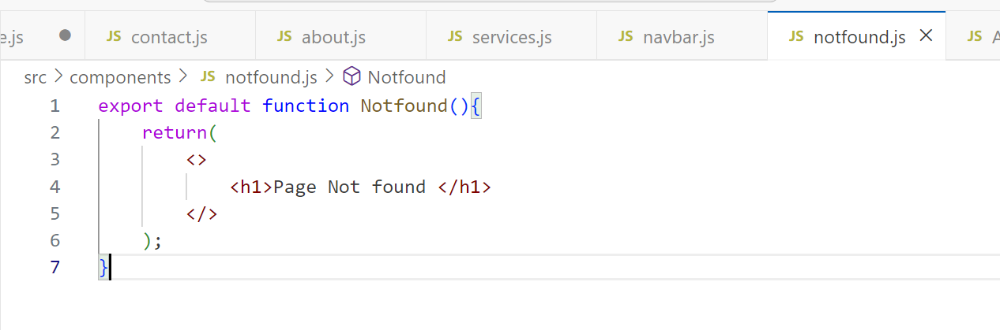 e.js JS contact.js JS about.js JS services.js JS navbar.js JS notfound.js JS A
src > components > JS notfound.js > Notfound
1 export default function Notfound(){
2 return(
3 <>
4 <h1>Page Not found </h1>
5 </>
6 );
7 }